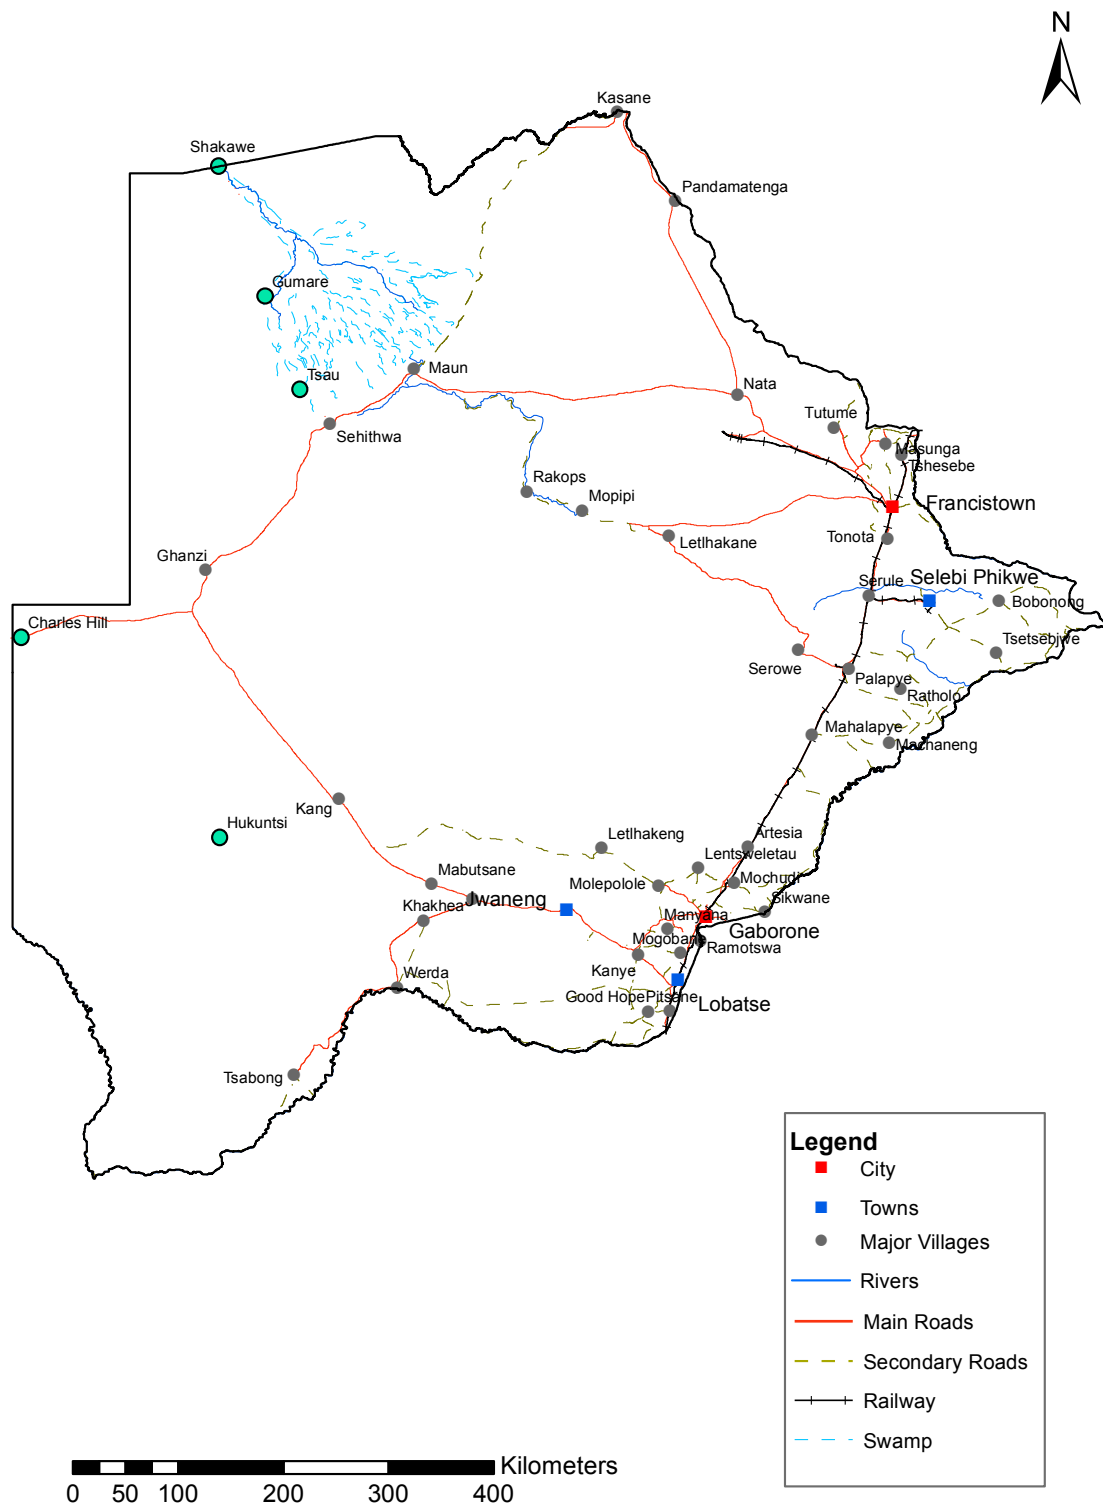 N
Kasane
Shakawe
Pandamatenga
Gumare
Maun
Tsau
Nata
Tutume
Sehithwa
Masunga
Tshesebe
Rakops
Mopipi
Francistown
Letlhakane
Tonota
Ghanzi
Serule
Selebi Phikwe
Bobonong
Charles Hill
Tsetsebjwe
Serowe
Palapye
Ratholo
Mahalapye
Machaneng
Kang
Hukuntsi
Letlhakeng
Artesia
Lentsweletau
Mabutsane
Molepolole
Mochudi
Jwaneng
Sikwane
Khakhea
Manyana
Gaborone
Mogobane
Ramotswa
Kanye
Werda
Good Hope
Pitsane
Lobatse
Tsabong
Legend
City
Towns
Major Villages
Rivers
Main Roads
Secondary Roads
Railway
Swamp
Kilometers
0 50 100 200 300 400